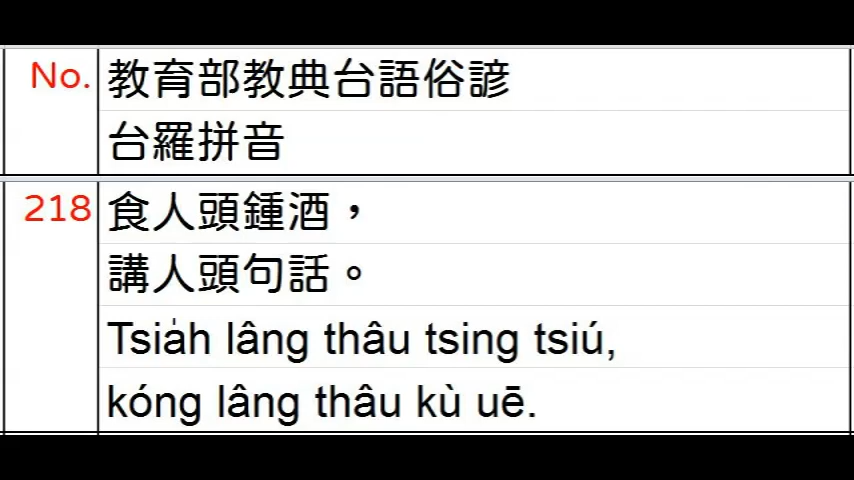 No.
教育部教典台語俗諺
台羅拼音
218
食人頭鍾酒，
講人頭句話。
Tsia̍h lâng thâu tsing tsiú,
kóng lâng thâu kù uē.